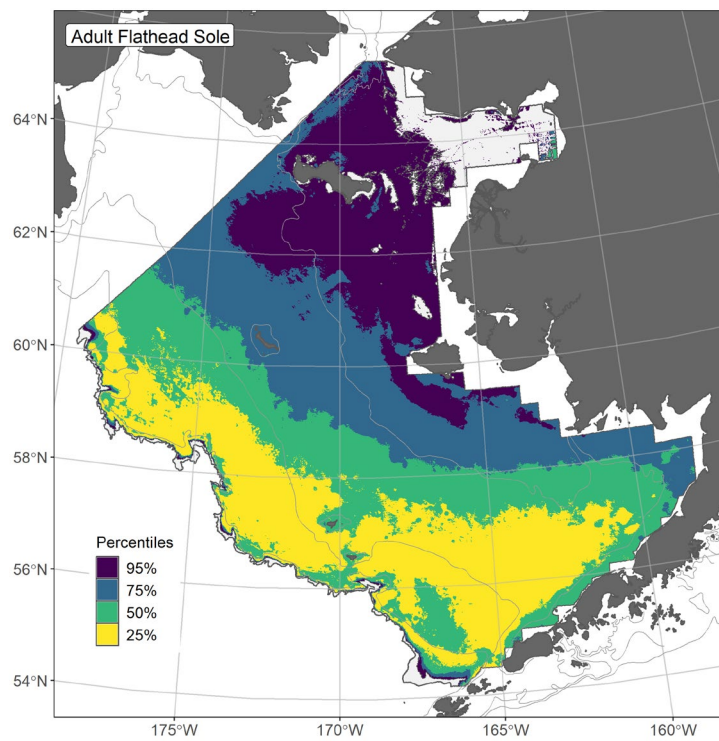 Adult Flathead Sole
64°N
62°N
60°N
58°N
56°N
54°N
Percentiles
95%
75%
50%
25%
175°W
170°W
165°W
160°W